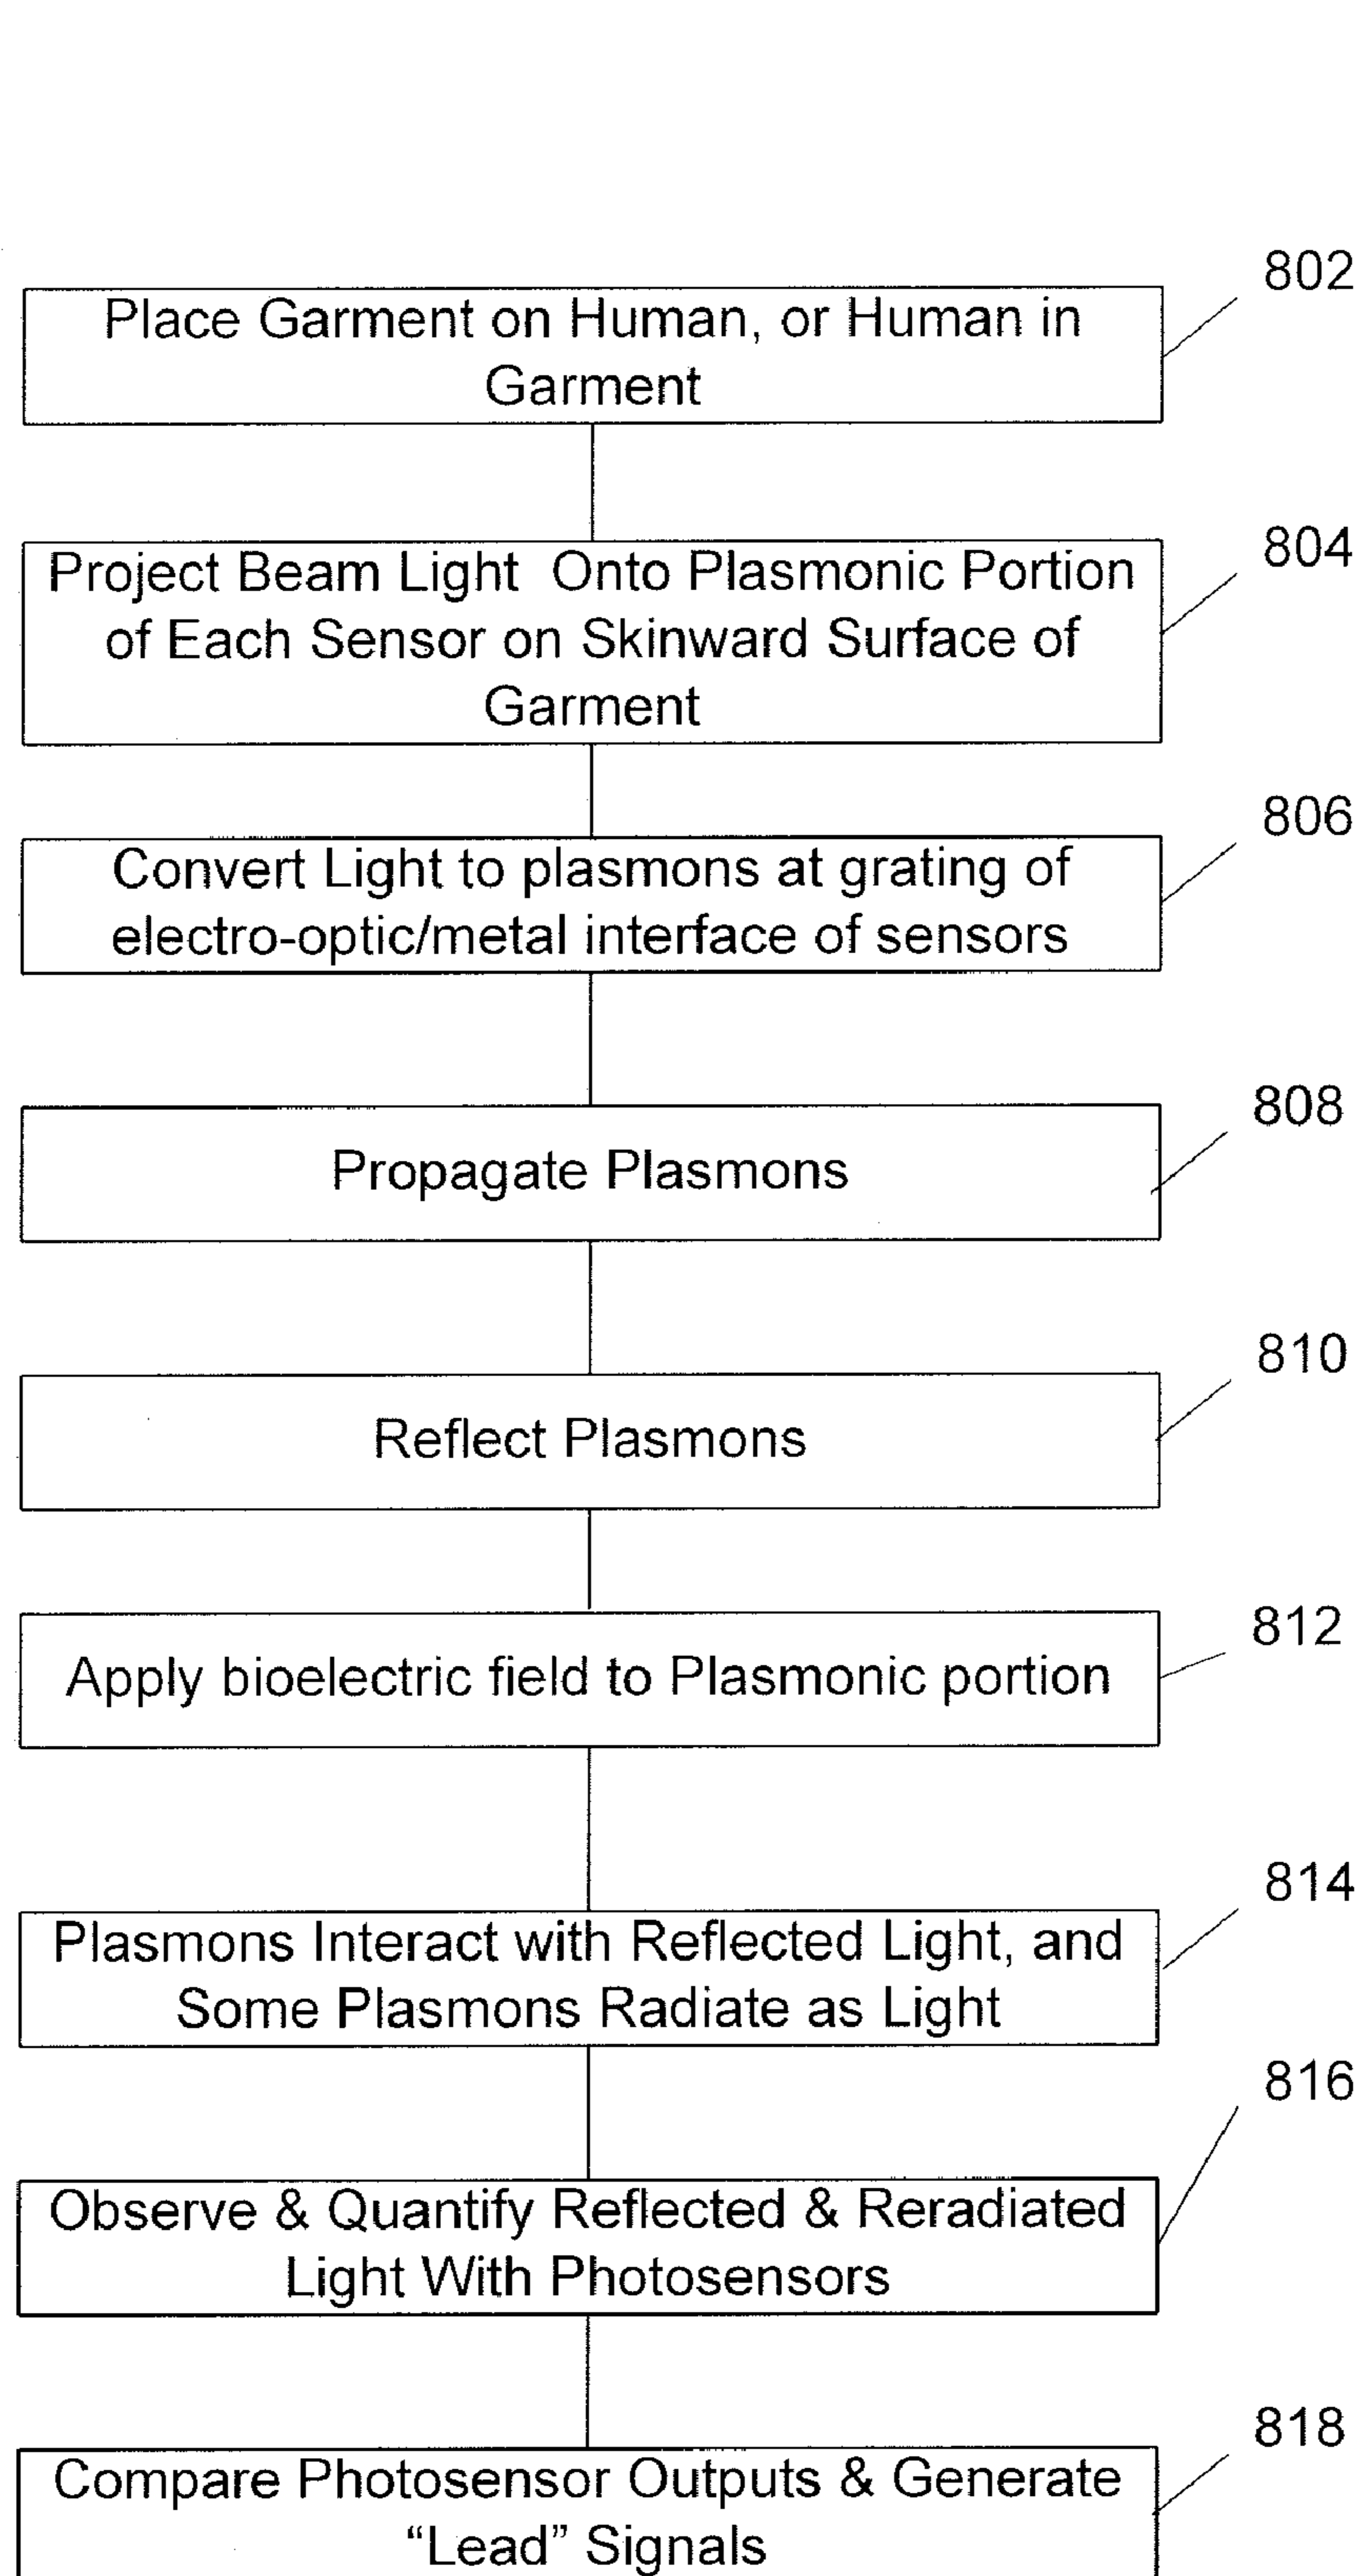 802
Place Garment on Human, or Human in
Garment
804
Project Beam Light Onto Plasmonic Portion
of Each Sensor on Skinward Surface of
Garment
806
Convert Light to plasmons at grating of
electro-optic/metal interface of sensors
808
Propagate Plasmons
810
Reflect Plasmons
812
Apply bioelectric field to Plasmonic portion
814
Plasmons Interact with Reflected Light, and
Some Plasmons Radiate as Light
816
Observe & Quantify Reflected & Reradiated
Light With Photosensors
818
Compare Photosensor Outputs & Generate
“Lead” Signals